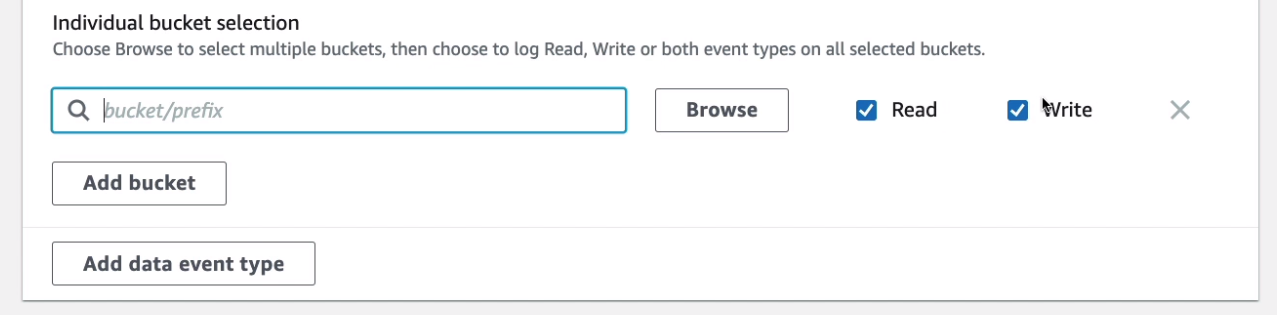 Individual bucket selection
Choose Browse to select multiple buckets, then choose to log Read, Write or both event types on all selected buckets.
bucket/prefix Browse Read Write
Add bucket
Add data event type